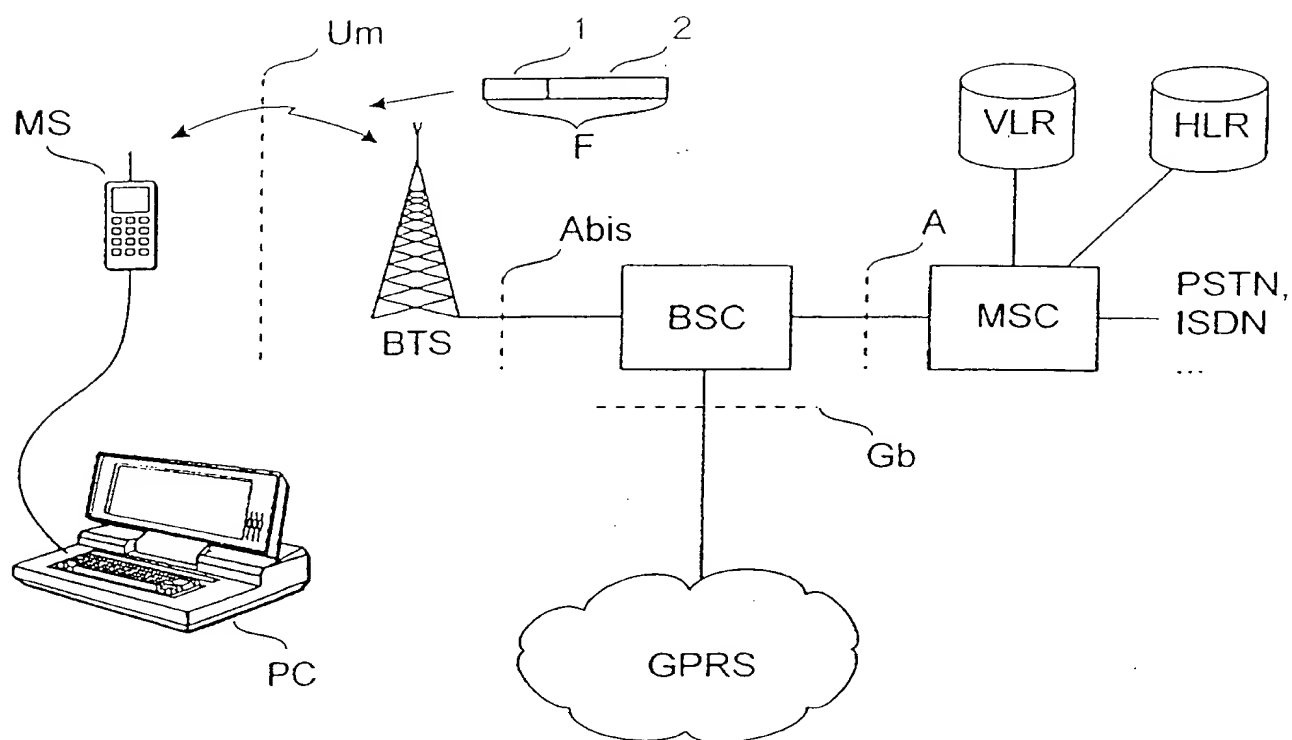 Um
1
2
F
MS
VLR
HLR
Abis
A
BTS
BSC
MSC
PSTN,
ISDN
...
Gb
PC
GPRS